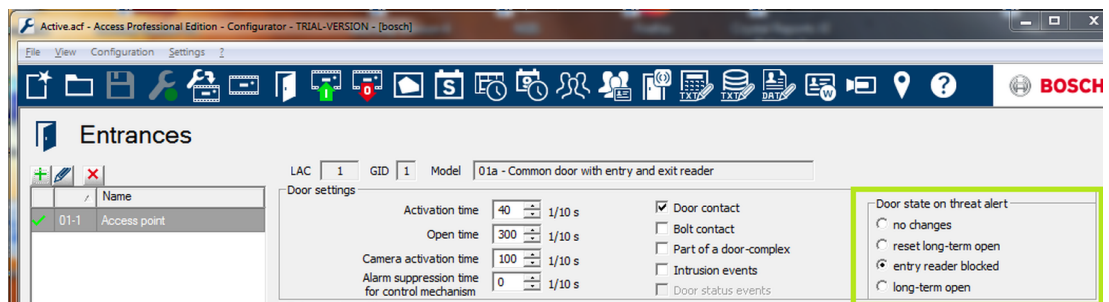 Active.acf - Access Professional Edition - Configurator - TRIAL-VERSION - [bosch]
File View Configuration Settings ?
BOSCH
Entrances
LAC 1 GID 1 Model 01a - Common door with entry and exit reader
Name
01-1 Access point
Door settings
Activation time 40 1/10 s
Open time 300 1/10 s
Camera activation time 100 1/10 s
Alarm suppression time
for control mechanism 0 1/10 s
Door contact
Bolt contact
Part of a door-complex
Intrusion events
Door status events
Door state on threat alert
no changes
reset long-term open
entry reader blocked
long-term open